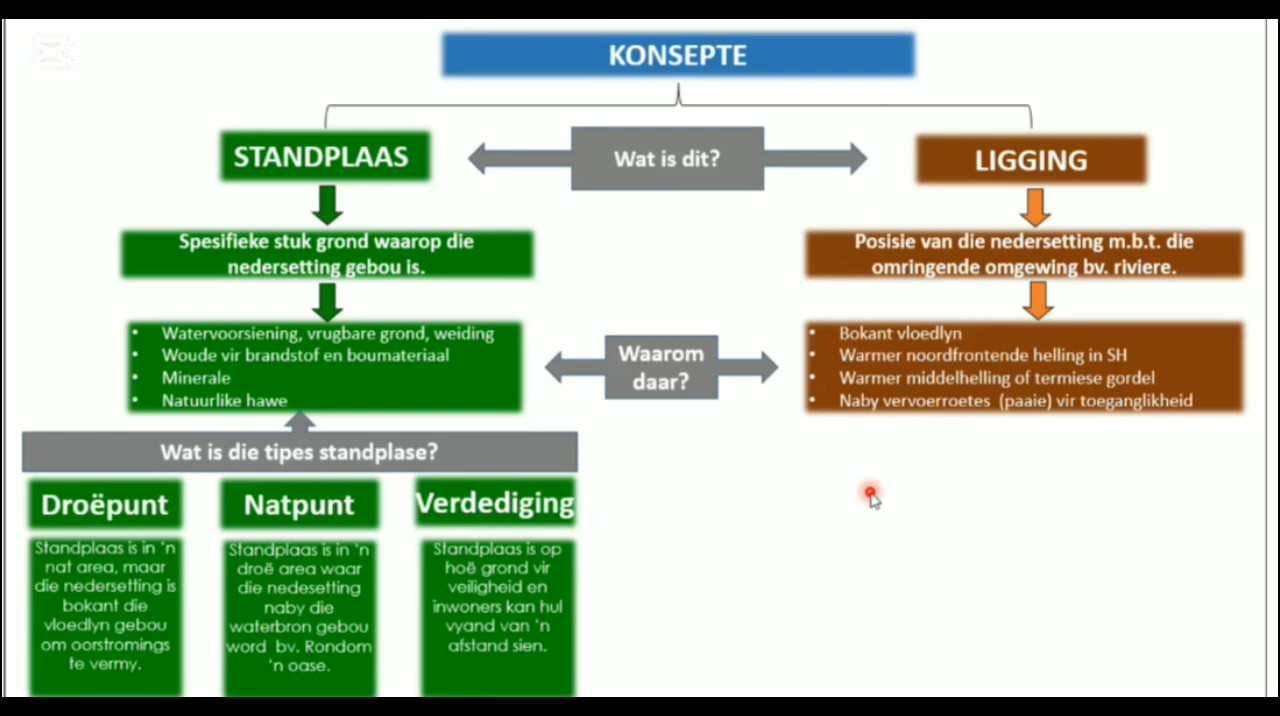 KONSEPTE
STANDPLAAS
Wat is dit?
LIGGING
Spesifieke stuk grond waarop die
nedersetting gebou is.
Posisie van die nedersetting m.b.t. die
omringende omgewing bv. riviere.
• Watervoorsiening, vrugbare grond, weiding
• Woude vir brandstof en boumateriaal
• Minerale
• Natuurlike hawe
Waarom
daar?
• Bokant vloedlyn
• Warmer noordfrontende helling in SH
• Warmer middelhelling of termiese gordel
• Naby vervoerroetes (paaie) vir toeganglikheid
Wat is die tipes standplase?
Droëpunt
Standplaas is in 'n
nat area, maar
die nedersetting is
bokant die
vloedlyn gebou
om oorstromings
te vermy.
Natpunt
Standplaas is in 'n
droë area waar
die nedesetting
naby die
waterbron gebou
word bv. Rondom
'n oase.
Verdediging
Standplaas is op
hoë grond vir
veiligheid en
inwoners kan hul
vyand van 'n
afstand sien.